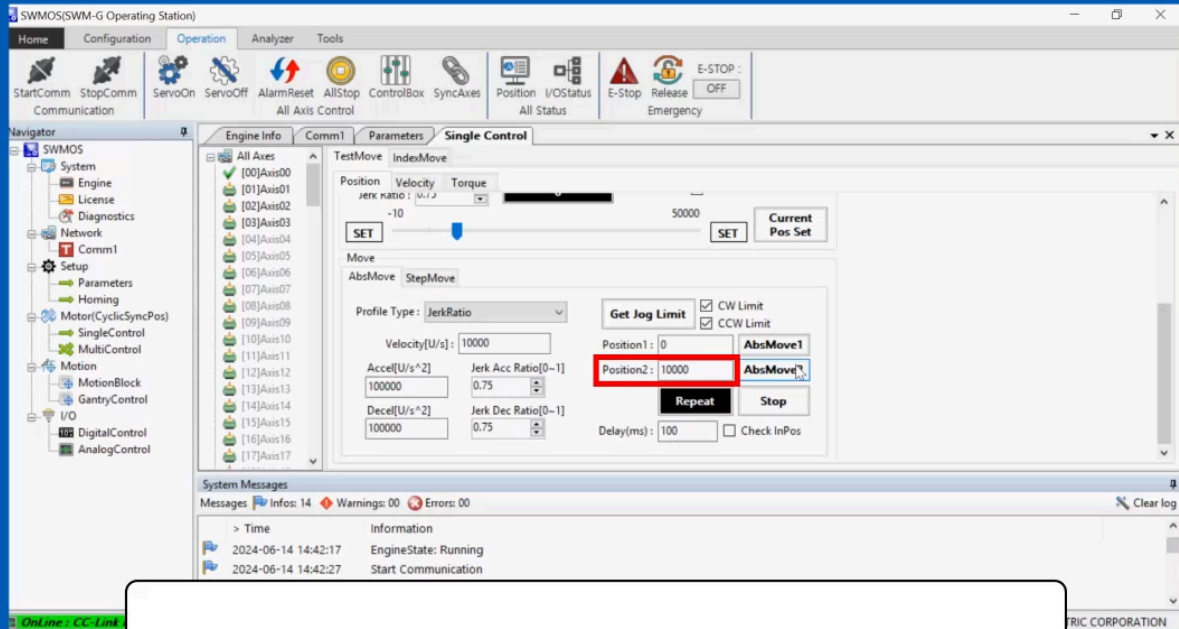 SWMOS(SWM-G Operating Station)
Home Configuration Operation Analyzer Tools
StartComm StopComm ServoOn ServoOff AlarmReset AllStop ControlBox SyncAxes Position I/OStatus E-Stop Release E-STOP : OFF
Communication All Axis Control All Status Emergency
Navigator
SWMOS
System
Engine
License
Diagnostics
Network
Comm1
Setup
Parameters
Homing
Motor(CyclicSyncPos)
SingleControl
MultiControl
Motion
MotionBlock
GantryControl
I/O
DigitalControl
AnalogControl
Engine Info Comm1 Parameters Single Control
All Axes
[00]Axis00
[01]Axis01
[02]Axis02
[03]Axis03
[04]Axis04
[05]Axis05
[06]Axis06
[07]Axis07
[08]Axis08
[09]Axis09
[10]Axis10
[11]Axis11
[12]Axis12
[13]Axis13
[14]Axis14
[15]Axis15
[16]Axis16
[17]Axis17
TestMove IndexMove
Position Velocity Torque
Jerk Ratio : 0.75
-10 50000
SET SET Current Pos Set
Move
AbsMove StepMove
Profile Type : JerkRatio
Velocity[U/s] : 10000
Accel[U/s^2] Jerk Acc Ratio[0~1]
100000 0.75
Decel[U/s^2] Jerk Dec Ratio[0~1]
100000 0.75
Get Jog Limit CW Limit
CCW Limit
Position1 : 0 AbsMove1
Position2 : 10000
Repeat Stop
Delay(ms) : 100 Check InPos
System Messages
Messages Infos: 14 Warnings: 00 Errors: 00 Clear log
> Time Information
2024-06-14 14:42:17 EngineState: Running
2024-06-14 14:42:27 Start Communication
OnLine : CC-Link
CORPORATION